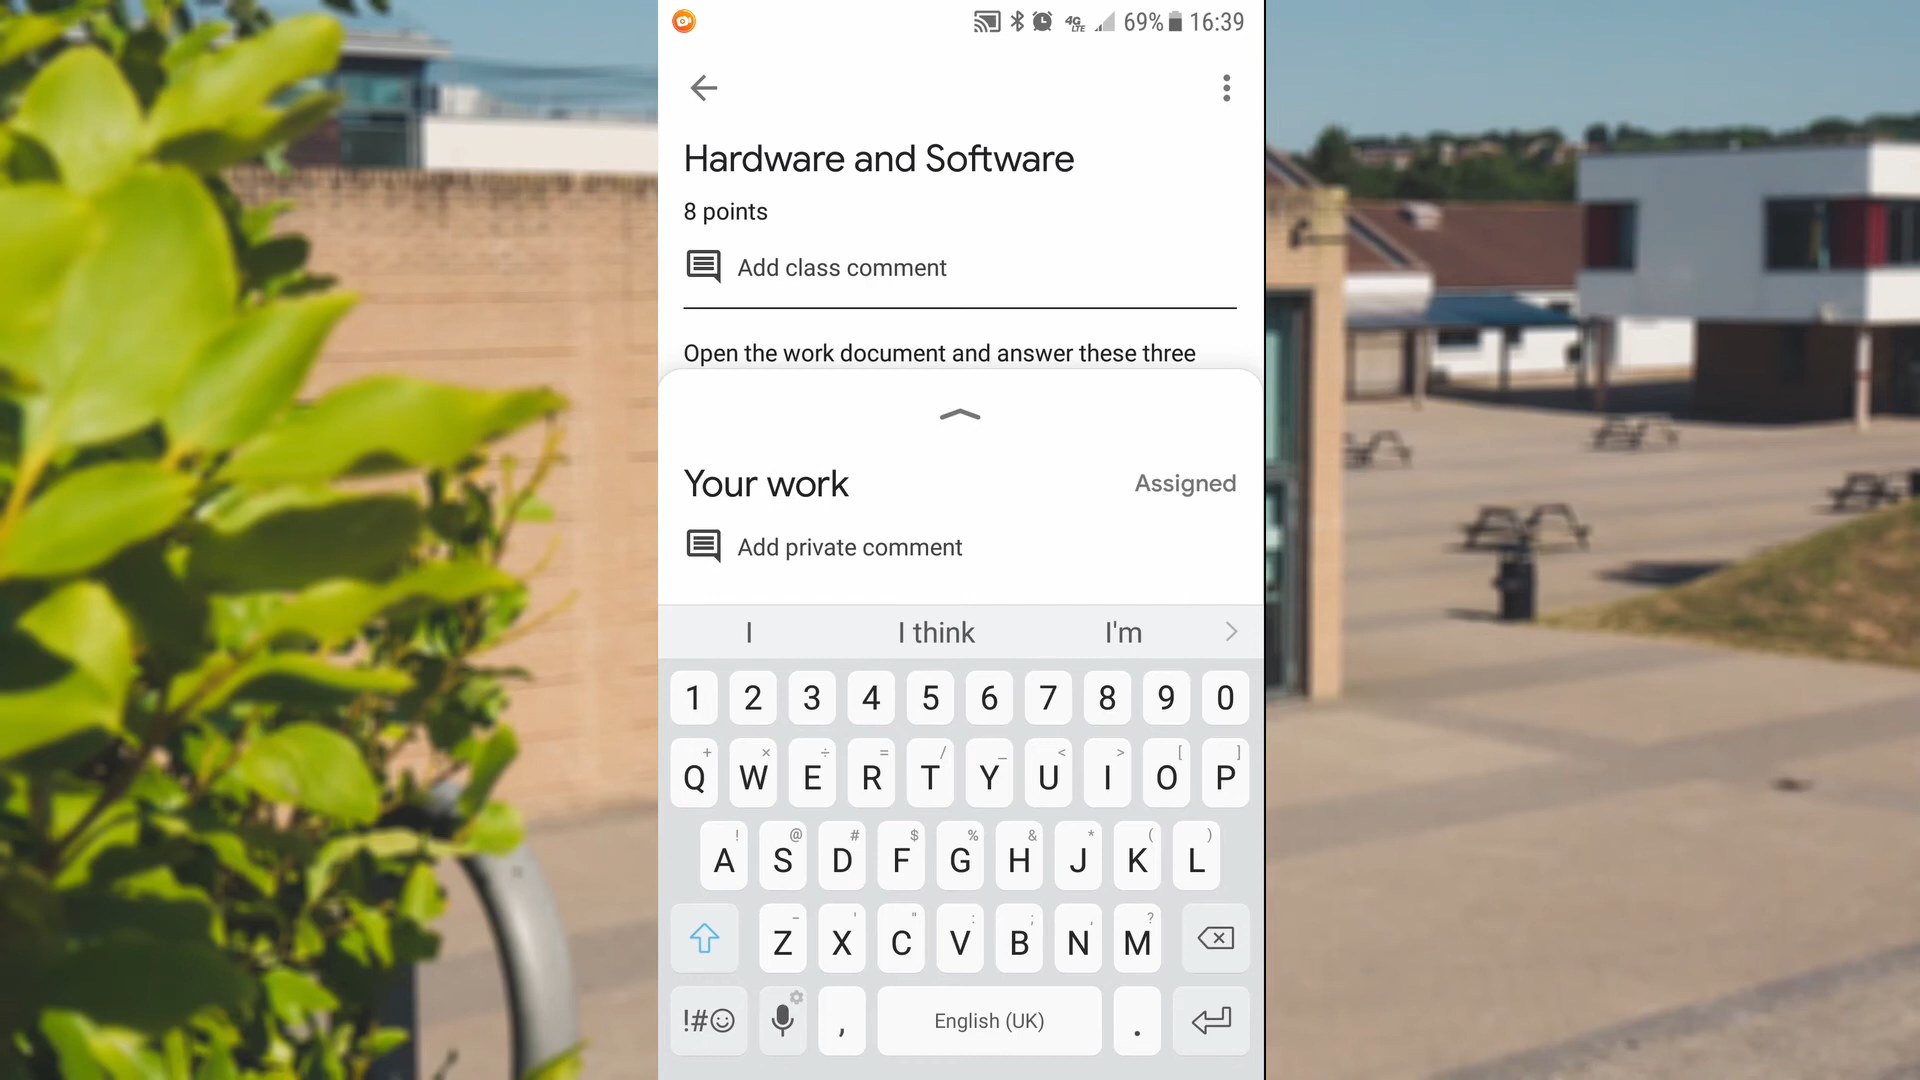 4G LTE 69% 16:39
Hardware and Software
8 points
Add class comment
Open the work document and answer these three
Your work Assigned
Add private comment
I I think I'm
1 2 3 4 5 6 7 8 9 0
+ × ÷ = / _ < > [ ]
Q W E R T Y U I O P
! @ # $ % & * ( )
A S D F G H J K L
- ' " : ; , ?
Z X C V B N M
!#☺ , English (UK) .